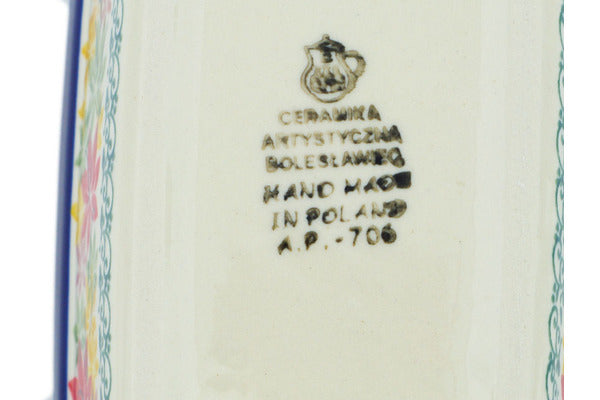 CERAMIKA
ARTYSTYCZNA
BOLESŁAWIEC
HAND MADE
IN POLAND
A.P.-706